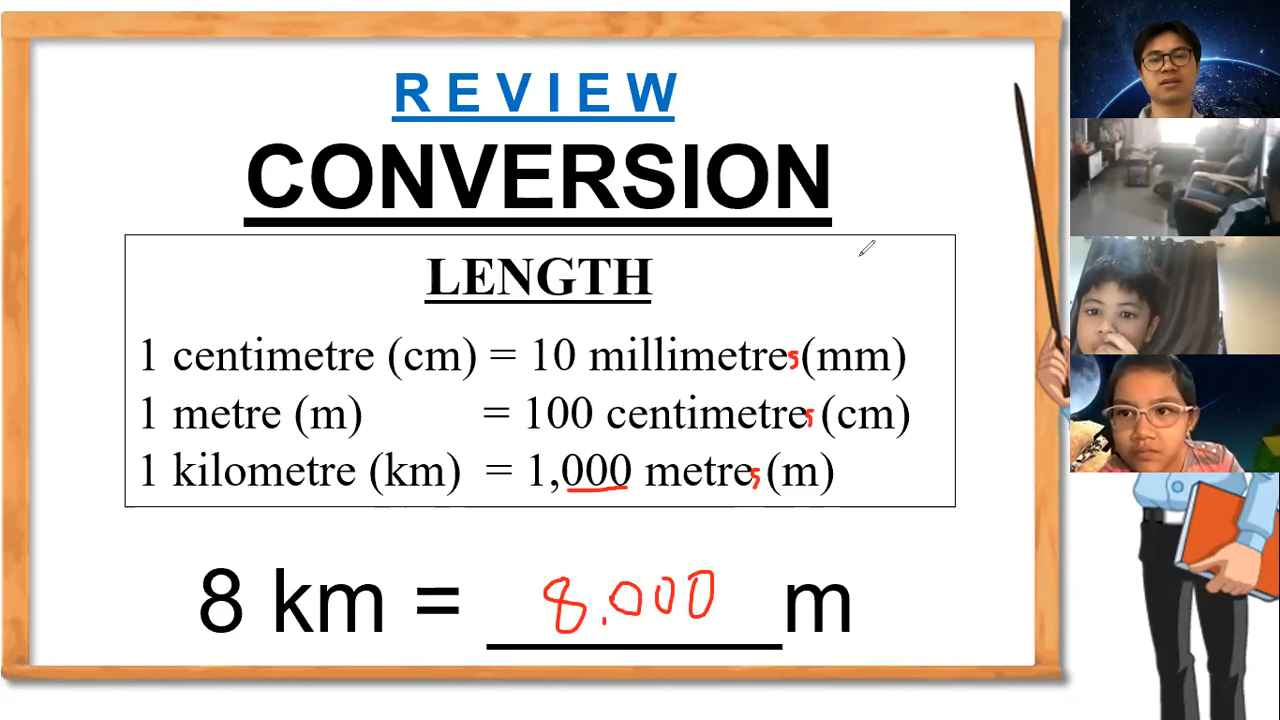 REVIEW
CONVERSION
LENGTH
1 centimetre (cm) = 10 millimetres (mm)
1 metre (m) = 100 centimetres (cm)
1 kilometre (km) = 1,000 metres (m)
8 km = 8.000 m